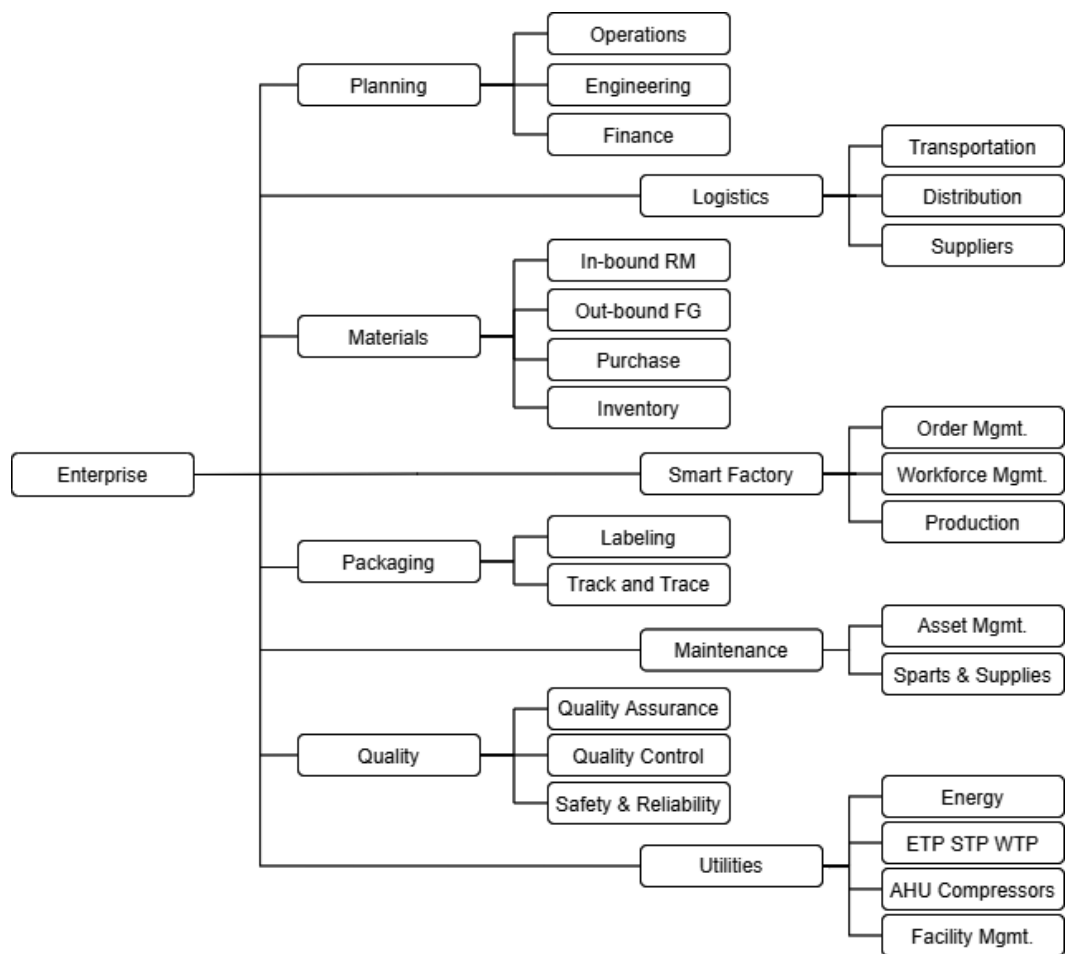 Operations
Planning
Engineering
Finance
Transportation
Logistics
Distribution
Suppliers
In-bound RM
Out-bound FG
Materials
Purchase
Inventory
Order Mgmt.
Enterprise
Smart Factory
Workforce Mgmt.
Production
Labeling
Packaging
Track and Trace
Asset Mgmt.
Maintenance
Sparts & Supplies
Quality Assurance
Quality
Quality Control
Safety & Reliability
Energy
ETP STP WTP
Utilities
AHU Compressors
Facility Mgmt.